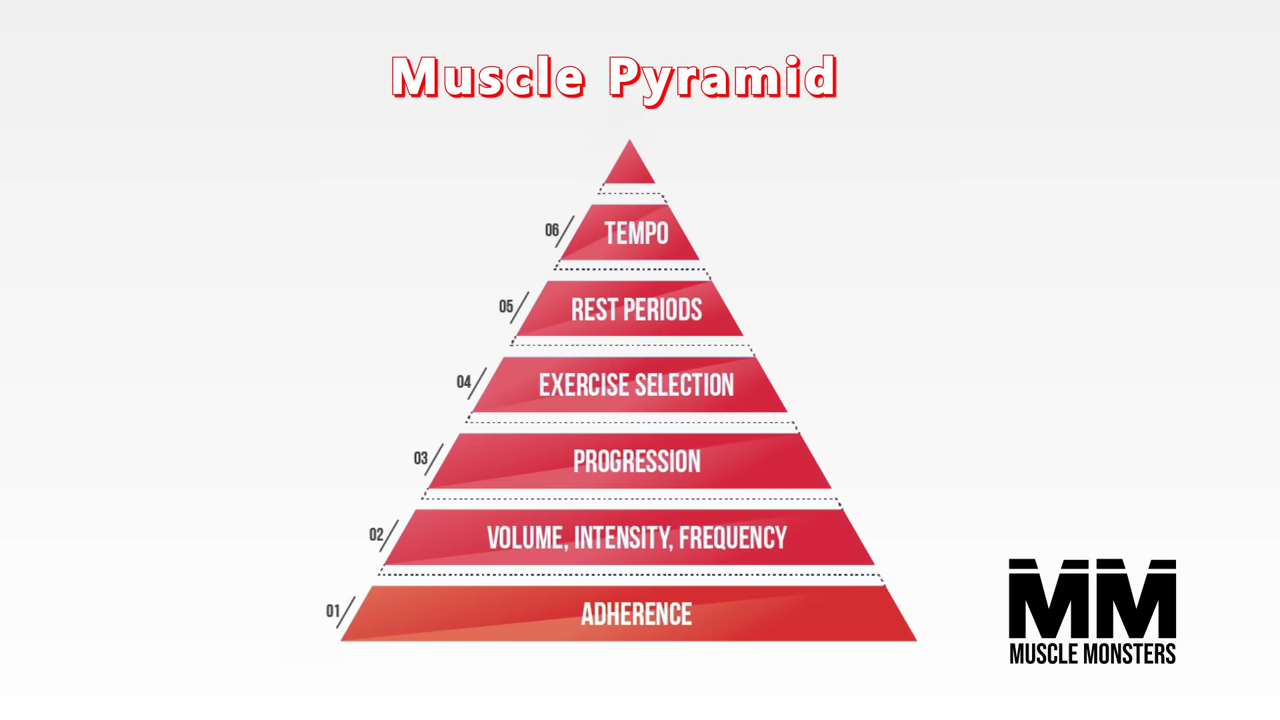 Muscle Pyramid
06
TEMPO
05
REST PERIODS
04
EXERCISE SELECTION
03
PROGRESSION
02
VOLUME, INTENSITY, FREQUENCY
01
ADHERENCE
MM
MUSCLE MONSTERS